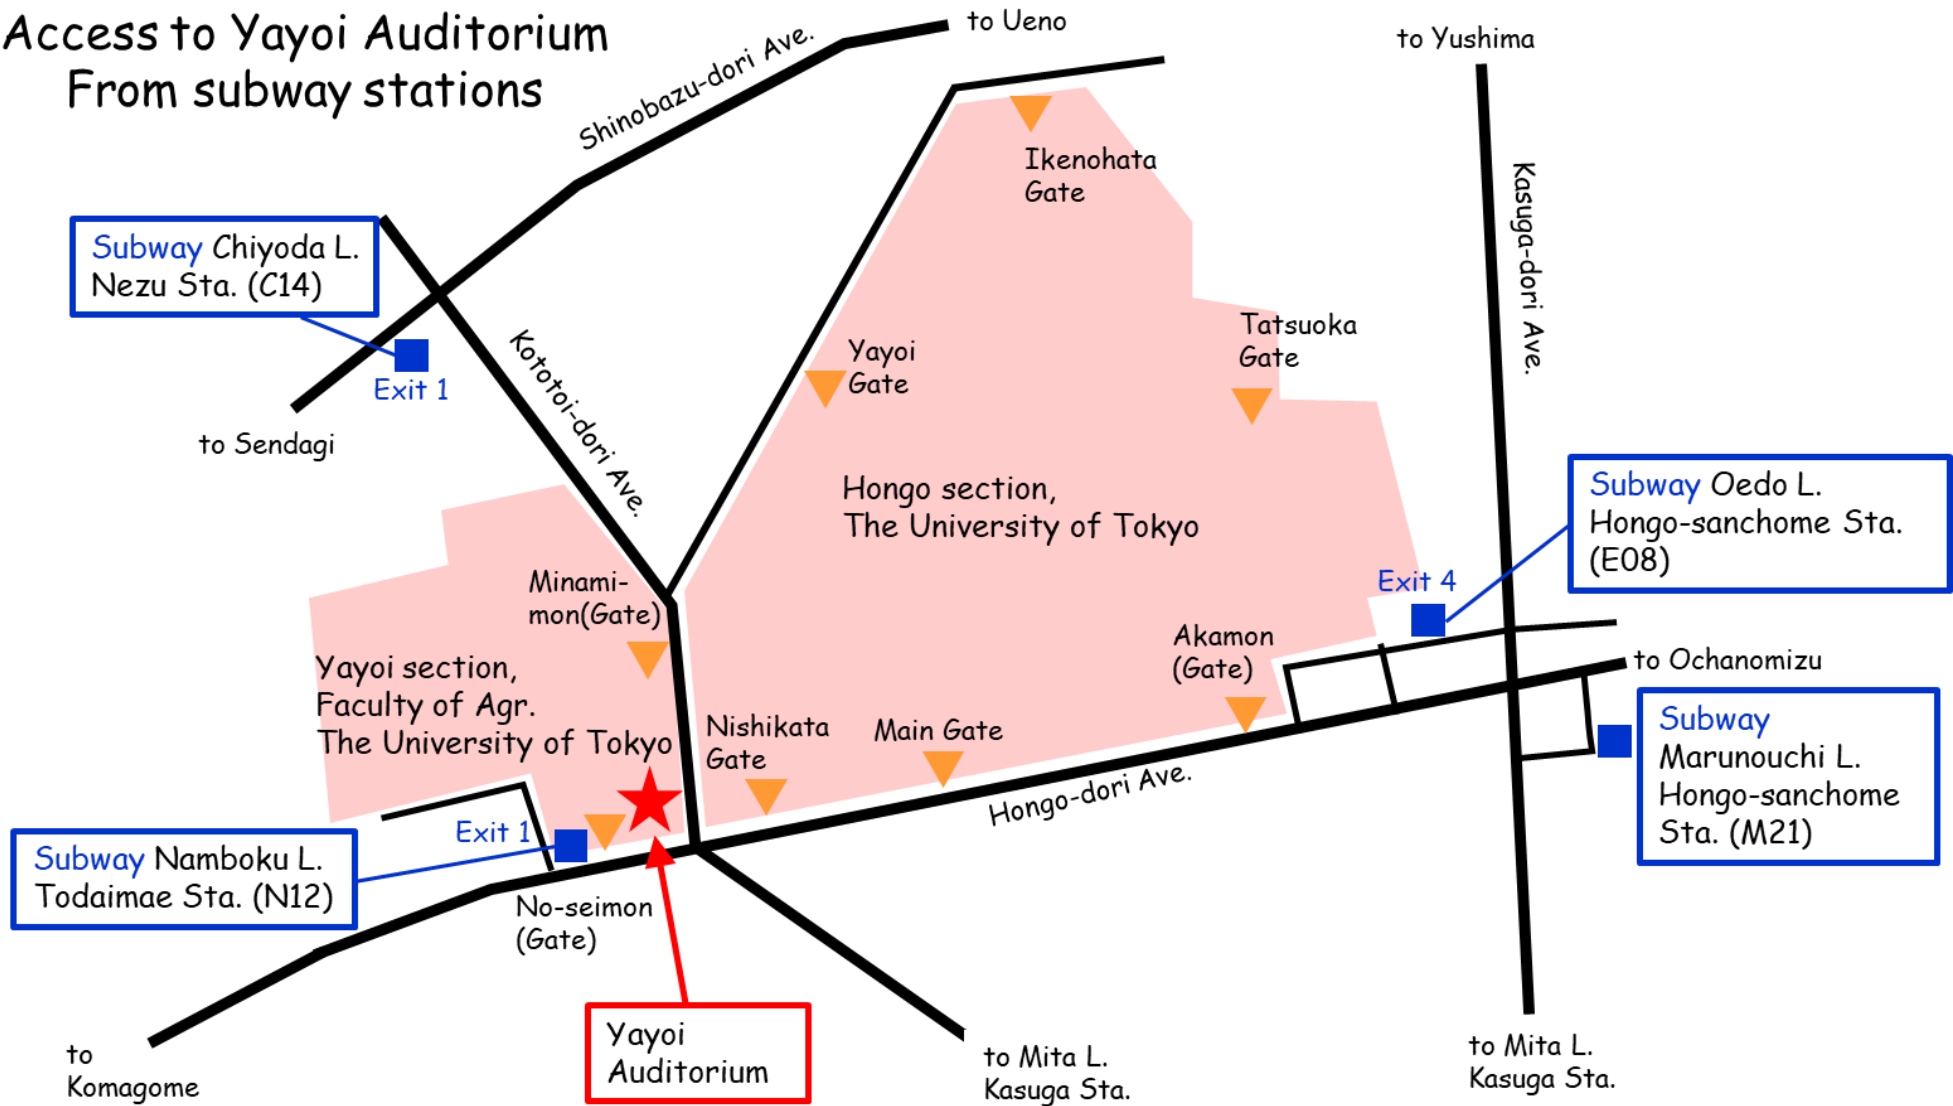 Access to Yayoi Auditorium
From subway stations
Shinobazu-dori Ave.
to Ueno
to Yushima
Ikenohata
Gate
Kasuga-dori Ave.
Subway Chiyoda L.
Nezu Sta. (C14)
Exit 1
to Sendagi
Kototoi-dori Ave.
Yayoi
Gate
Tatsuoka
Gate
Hongo section,
The University of Tokyo
Subway Oedo L.
Hongo-sanchome Sta.
(E08)
Exit 4
Minami-
mon(Gate)
Akamon
(Gate)
to Ochanomizu
Yayoi section,
Faculty of Agr.
The University of Tokyo
Nishikata
Gate
Main Gate
Hongo-dori Ave.
Subway
Marunouchi L.
Hongo-sanchome
Sta. (M21)
Exit 1
Subway Namboku L.
Todaimae Sta. (N12)
No-seimon
(Gate)
Yayoi
Auditorium
to
Komagome
to Mita L.
Kasuga Sta.
to Mita L.
Kasuga Sta.